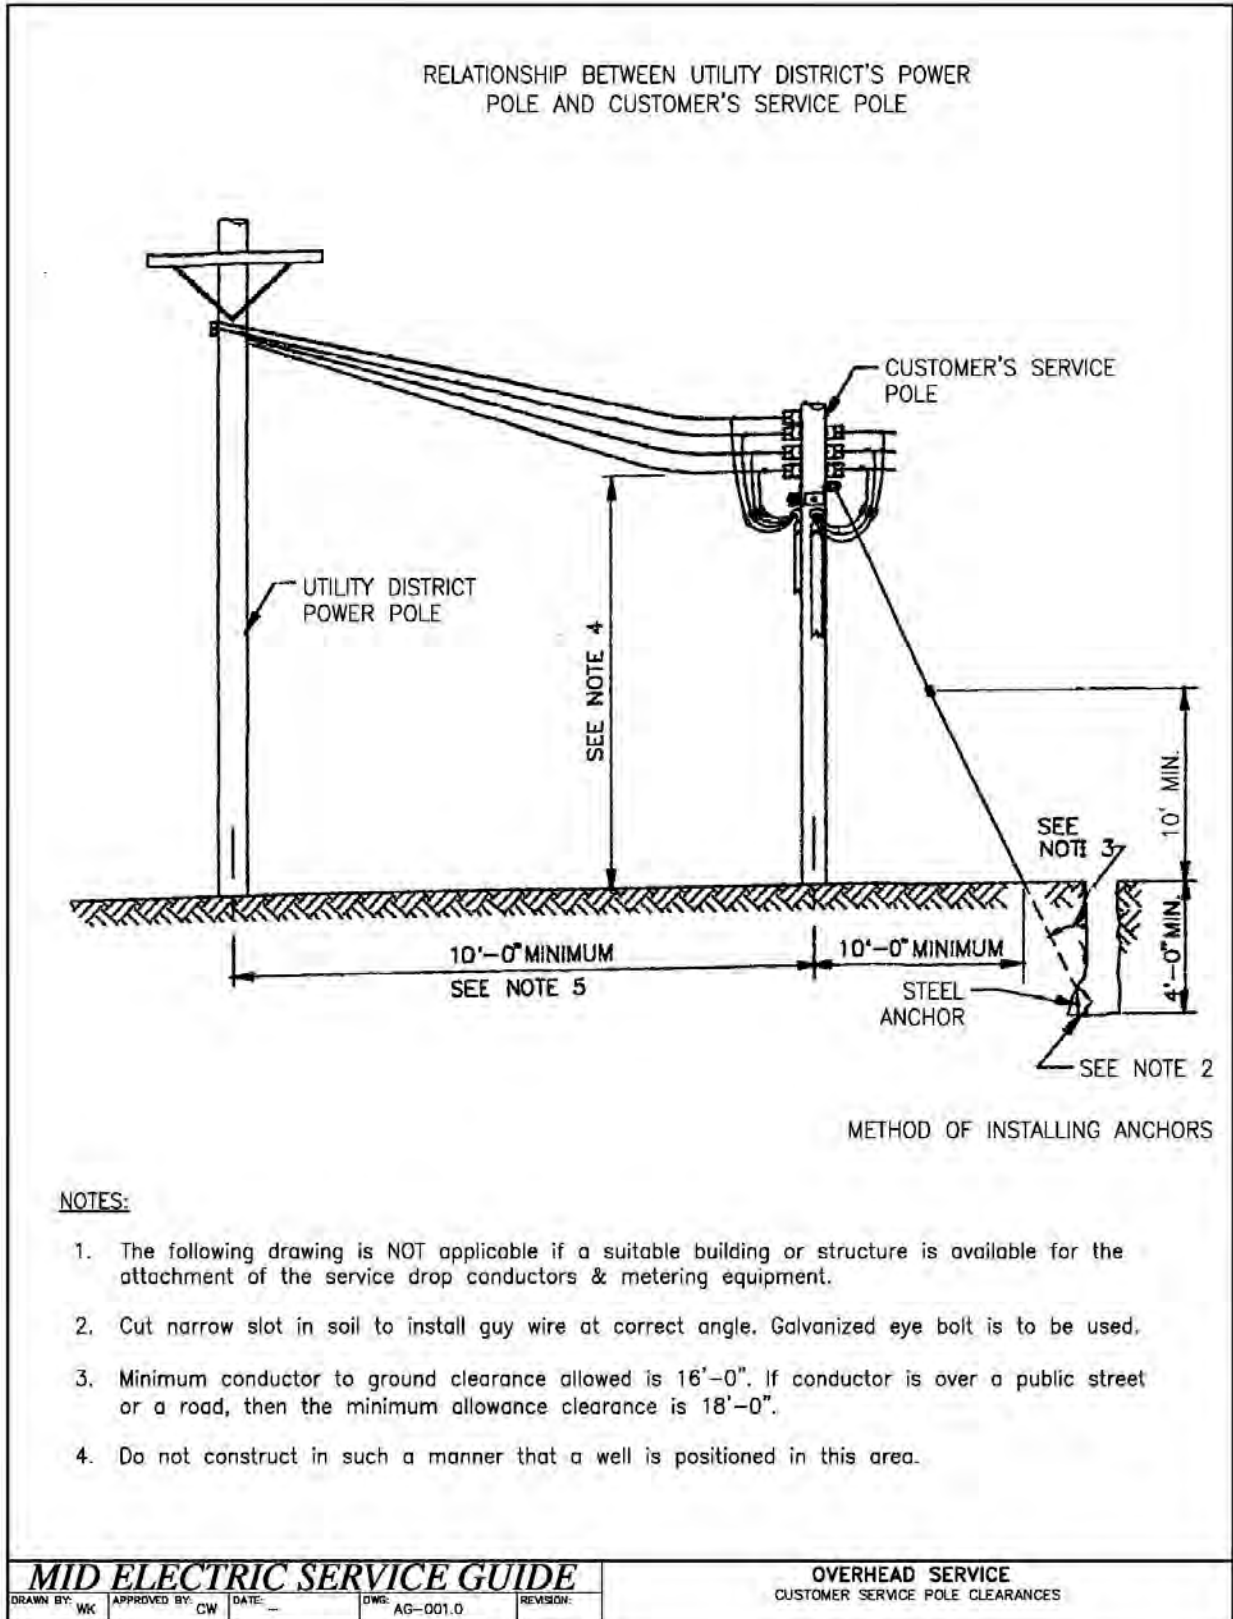 RELATIONSHIP BETWEEN UTILITY DISTRICT'S POWER
POLE AND CUSTOMER'S SERVICE POLE
CUSTOMER'S SERVICE
POLE
UTILITY DISTRICT
POWER POLE
SEE NOTE 4
10' MIN.
SEE
NOTE 3
10'-0" MINIMUM
SEE NOTE 5
10'-0" MINIMUM
4'-0" MIN.
STEEL
ANCHOR
SEE NOTE 2
METHOD OF INSTALLING ANCHORS
NOTES:
1. The following drawing is NOT applicable if a suitable building or structure is available for the
attachment of the service drop conductors & metering equipment.
2. Cut narrow slot in soil to install guy wire at correct angle. Galvanized eye bolt is to be used.
3. Minimum conductor to ground clearance allowed is 16'-0". If conductor is over a public street
or a road, then the minimum allowance clearance is 18'-0".
4. Do not construct in such a manner that a well is positioned in this area.
MID ELECTRIC SERVICE GUIDE
DRAWN BY: WK APPROVED BY: CW DATE: -- DWG: AG-001.0 REVISION:
OVERHEAD SERVICE
CUSTOMER SERVICE POLE CLEARANCES